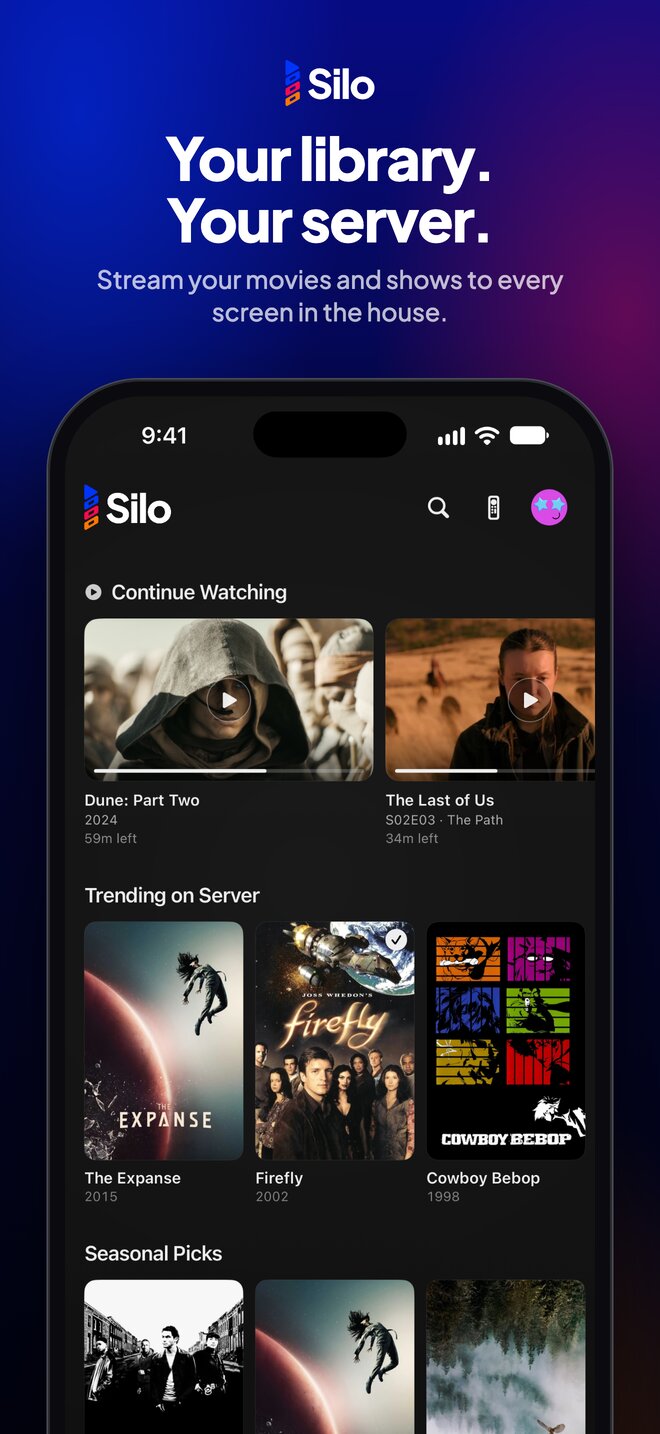 Silo
Your library.
Your server.
Stream your movies and shows to every
screen in the house.
9:41
Silo
Continue Watching
Dune: Part Two
2024
59m left
The Last of Us
S02E03 · The Path
34m left
Trending on Server
THE
EXPANSE
JOSS WHEDON'S
firefly
COWBOY BEBOP
The Expanse
2015
Firefly
2002
Cowboy Bebop
1998
Seasonal Picks